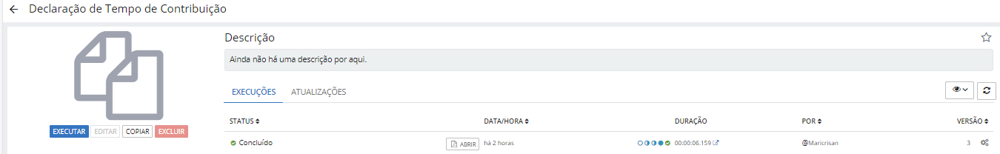 Declaração de Tempo de Contribuição
Descrição
Ainda não há uma descrição por aqui.
EXECUÇÕES ATUALIZAÇÕES
EXECUTAR EDITAR COPIAR EXCLUIR
STATUS DATA/HORA DURAÇÃO POR VERSÃO
Concluído ABRIR há 2 horas 00:00:06.159 @Maricrisan 3